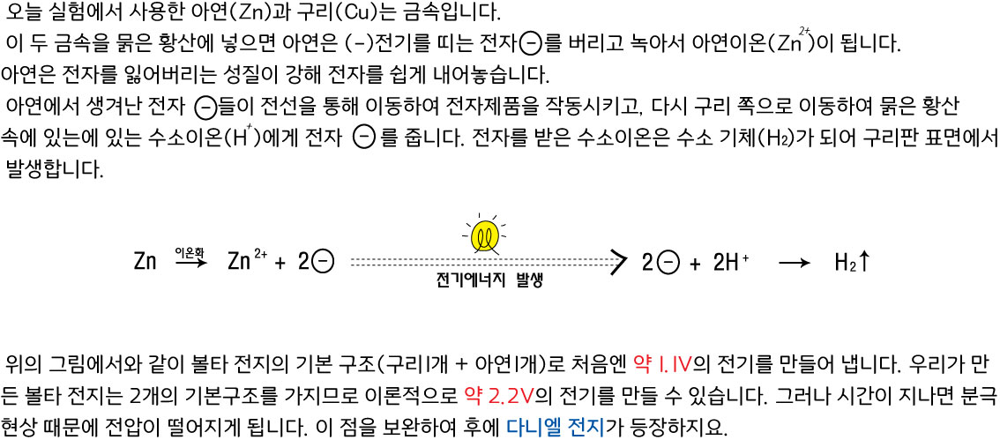 오늘 실험에서 사용한 아연(Zn)과 구리(Cu)는 금속입니다.
이 두 금속을 묽은 황산에 넣으면 아연은 (-)전기를 띠는 전자⊖를 버리고 녹아서 아연이온(Zn²⁺)이 됩니다.
아연은 전자를 잃어버리는 성질이 강해 전자를 쉽게 내어놓습니다.
아연에서 생겨난 전자 ⊖들이 전선을 통해 이동하여 전자제품을 작동시키고, 다시 구리 쪽으로 이동하여 묽은 황산
속에 있는에 있는 수소이온(H⁺)에게 전자 ⊖를 줍니다. 전자를 받은 수소이온은 수소 기체(H₂)가 되어 구리판 표면에서
발생합니다.
이온화
Zn → Zn²⁺ + 2⊖ ⇢ 2⊖ + 2H⁺ → H₂↑
전기에너지 발생
위의 그림에서와 같이 볼타 전지의 기본 구조(구리1개 + 아연1개)로 처음엔 약 1.1V의 전기를 만들어 냅니다. 우리가 만
든 볼타 전지는 2개의 기본구조를 가지므로 이론적으로 약 2.2V의 전기를 만들 수 있습니다. 그러나 시간이 지나면 분극
현상 때문에 전압이 떨어지게 됩니다. 이 점을 보완하여 후에 다니엘 전지가 등장하지요.